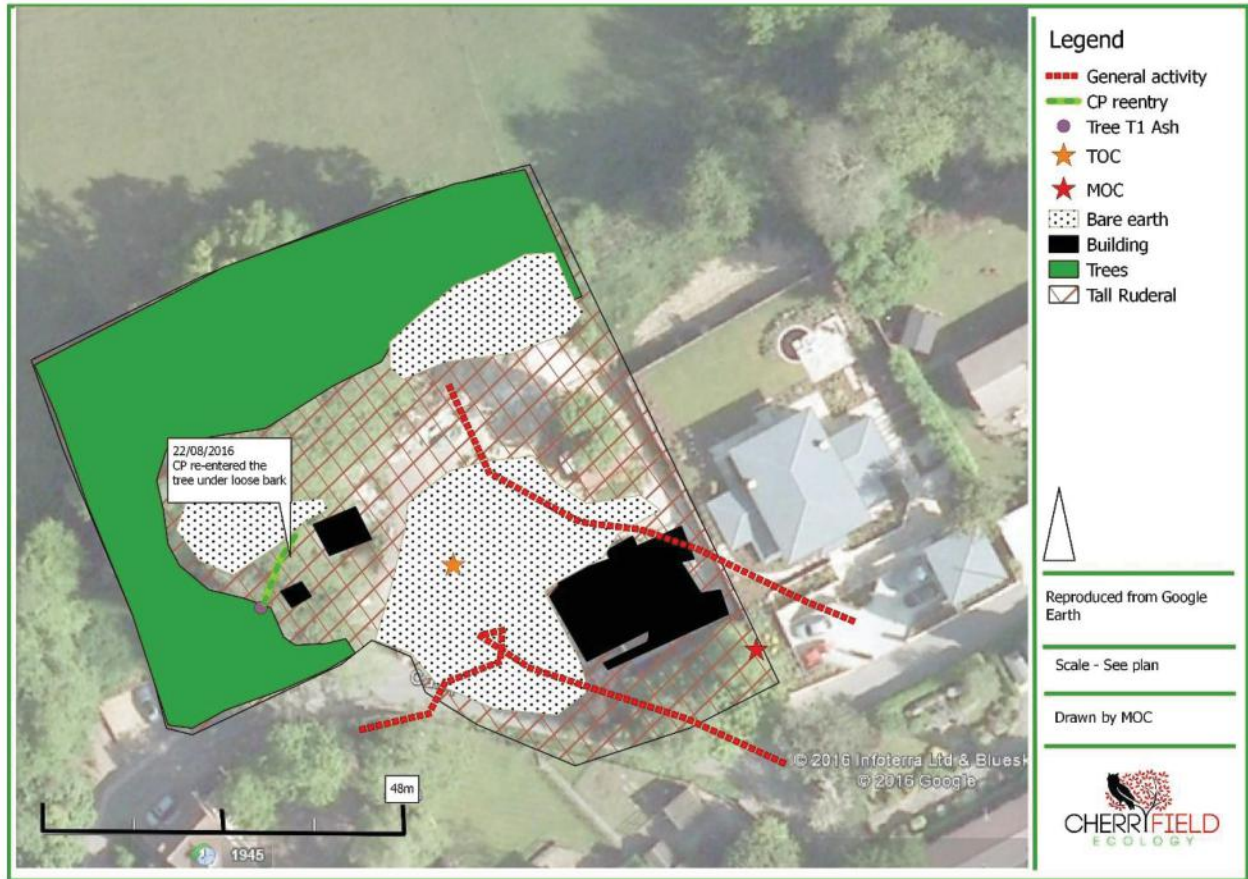 22/08/2016
CP re-entered the
tree under loose bark
© 2016 Infoterra Ltd & Bluesk
© 2016 Google
48m
1945
Legend
General activity
CP reentry
Tree T1 Ash
TOC
MOC
Bare earth
Building
Trees
Tall Ruderal
Reproduced from Google
Earth
Scale - See plan
Drawn by MOC
CHERRYFIELD
ECOLOGY